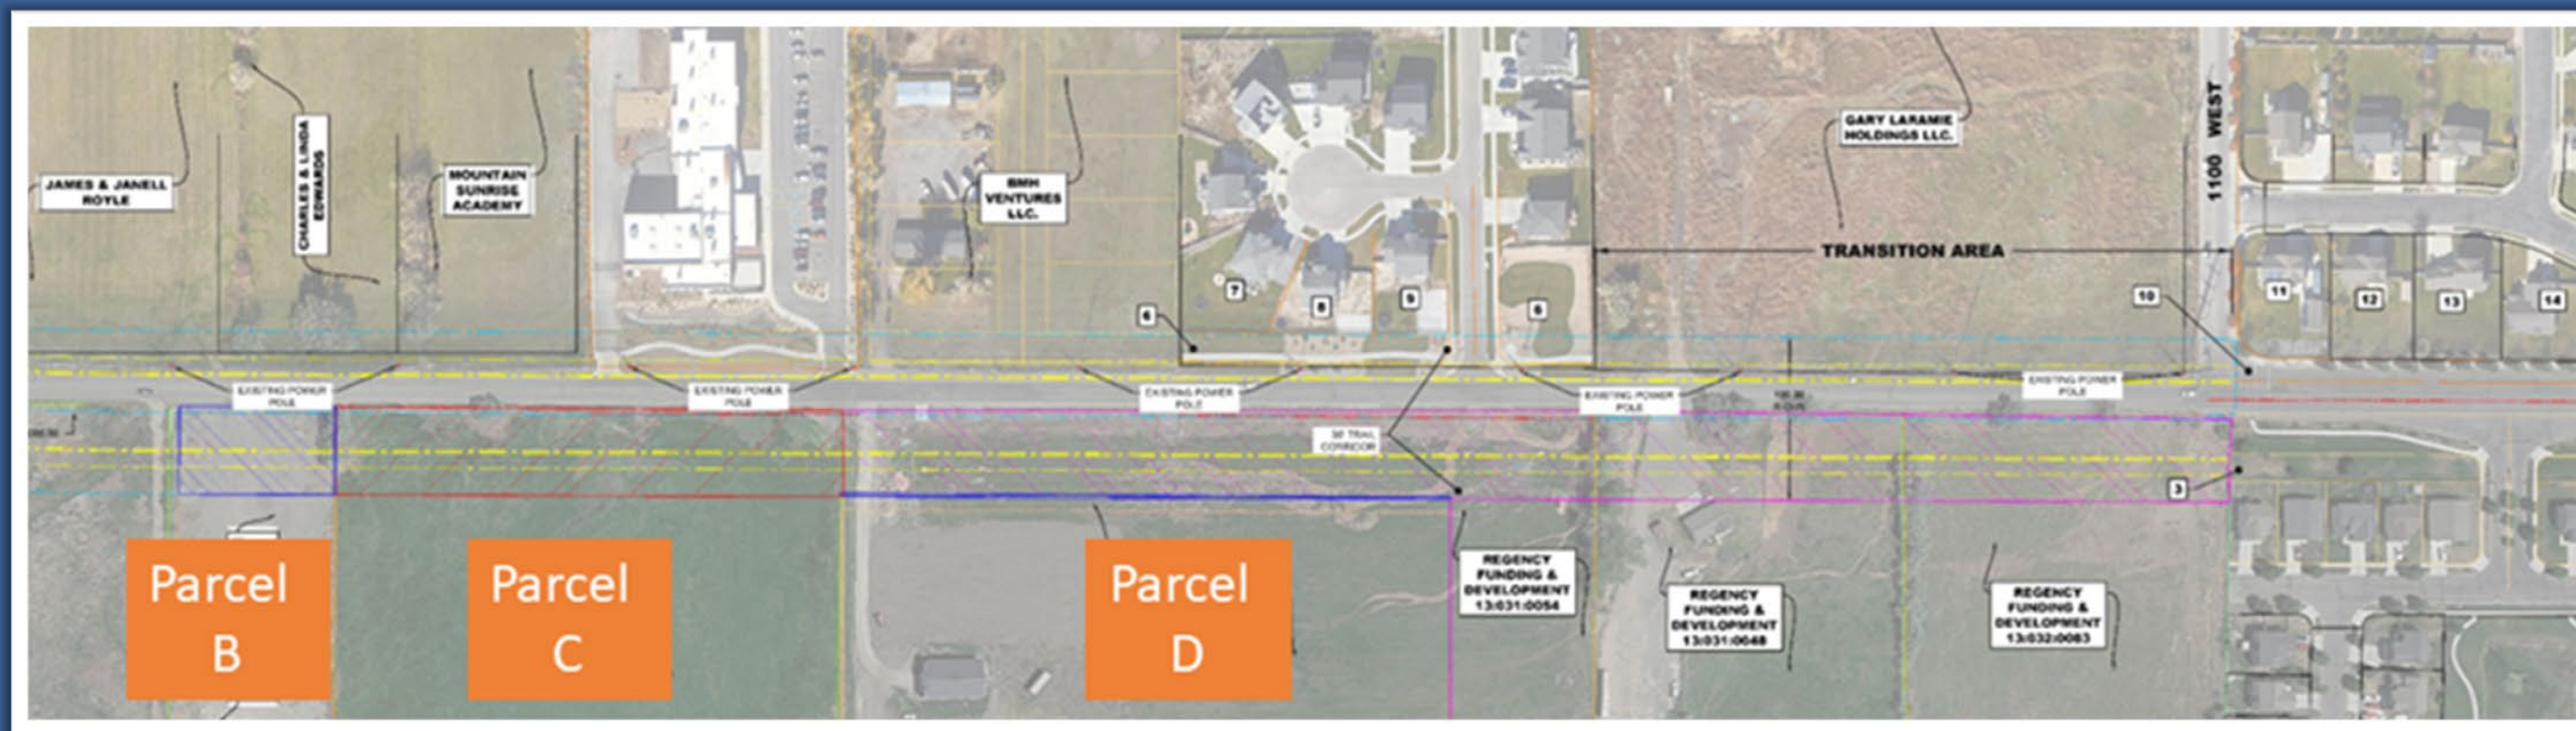 JAMES & JANELL
ROYLE
CHARLES & LINDA
EDWARDS
MOUNTAIN
SUNRISE
ACADEMY
BMH
VENTURES
LLC.
GARY LARAMIE
HOLDINGS LLC.
1100 WEST
TRANSITION AREA
6
7
8
9
6
10
11
12
13
14
EXISTING POWER
POLE
EXISTING POWER
POLE
EXISTING POWER
POLE
EXISTING POWER
POLE
EXISTING POWER
POLE
TRAIL
CORRIDOR
3
Parcel
B
Parcel
C
Parcel
D
REGENCY
FUNDING &
DEVELOPMENT
13:031:0054
REGENCY
FUNDING &
DEVELOPMENT
13:031:0048
REGENCY
FUNDING &
DEVELOPMENT
13:032:0083